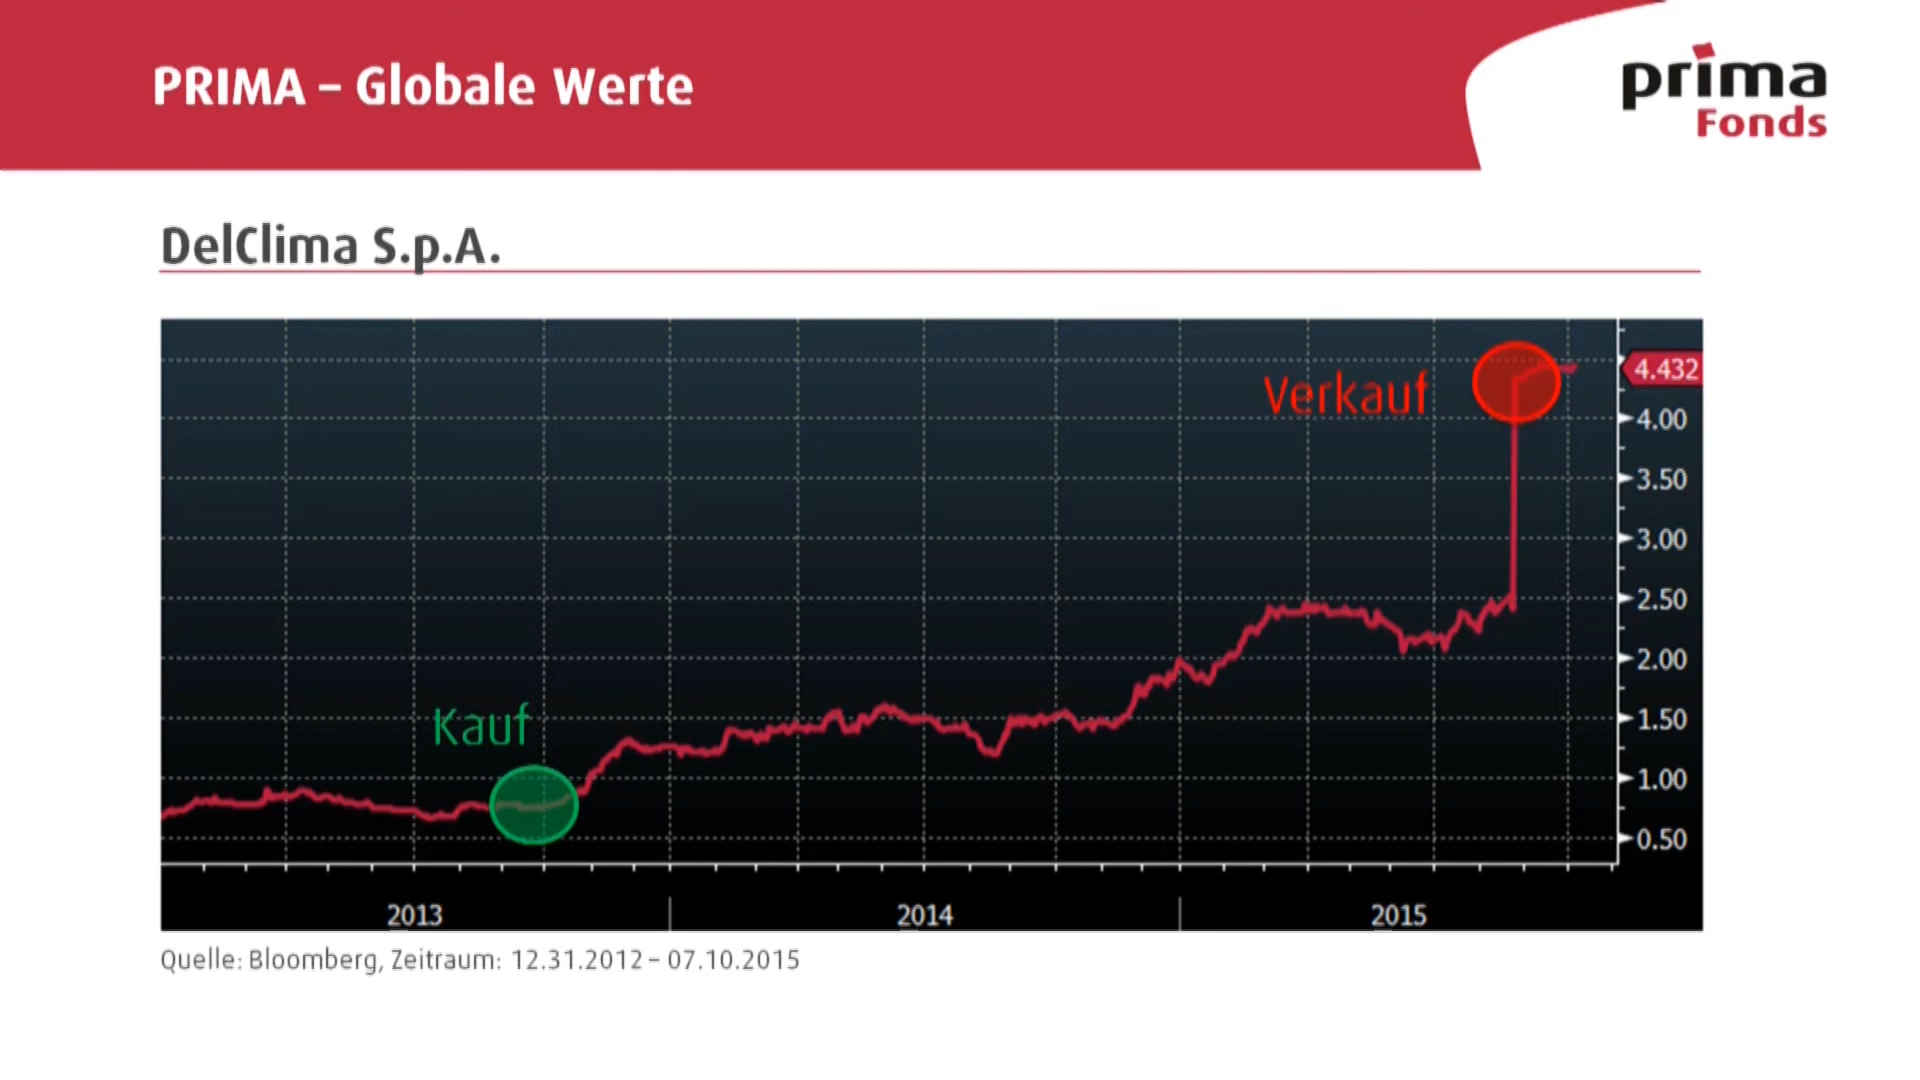 PRIMA – Globale Werte
prima
Fonds
DelClima S.p.A.
Verkauf
4.432
4.00
3.50
3.00
2.50
2.00
Kauf
1.50
1.00
0.50
2013
2014
2015
Quelle: Bloomberg, Zeitraum: 12.31.2012 – 07.10.2015